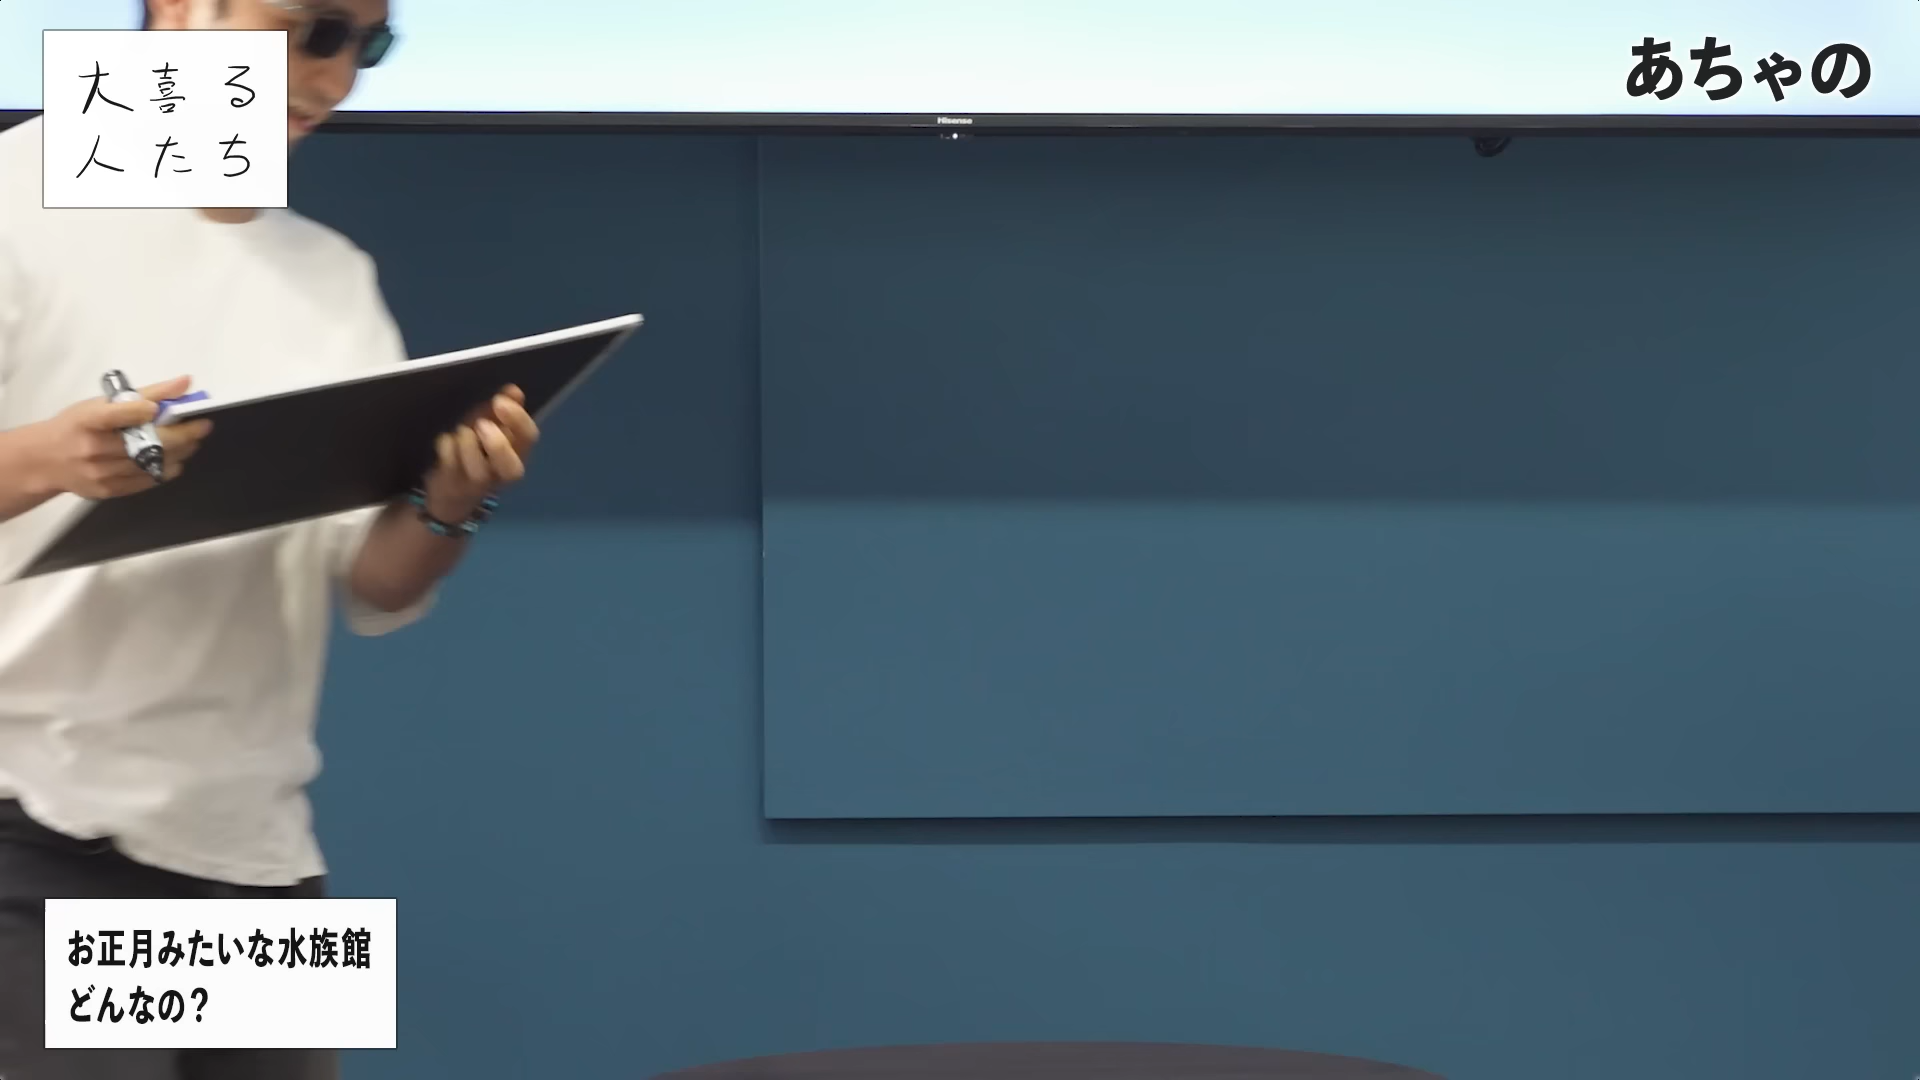 大喜る
人たち
あちゃの
Hisense
お正月みたいな水族館
どんなの?